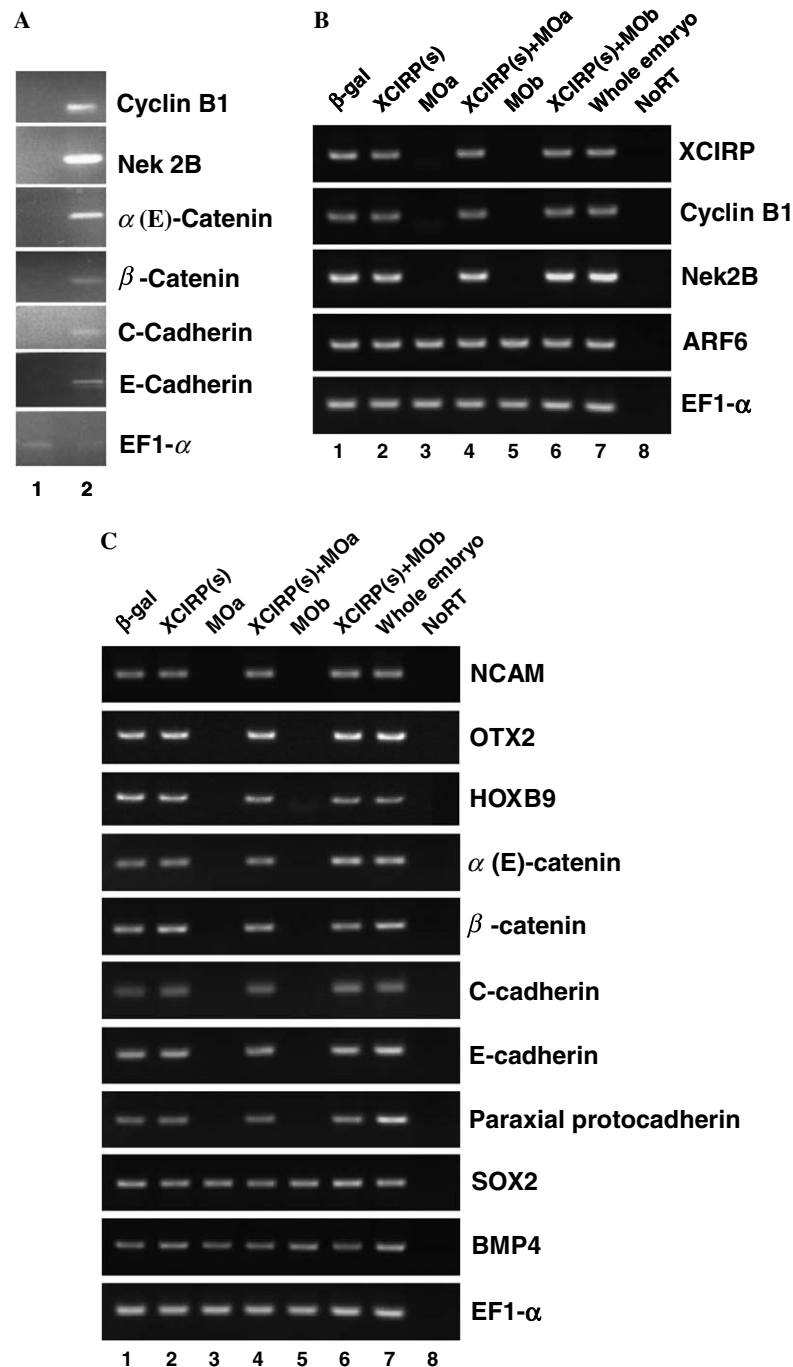 A
Cyclin B1
Nek 2B
α (E)-Catenin
β -Catenin
C-Cadherin
E-Cadherin
EF1-α
1 2
B
β-gal XCIRP(s) MOa XCIRP(s)+MOa MOb XCIRP(s)+MOb Whole embryo NoRT
XCIRP
Cyclin B1
Nek2B
ARF6
EF1-α
1 2 3 4 5 6 7 8
C
β-gal XCIRP(s) MOa XCIRP(s)+MOa MOb XCIRP(s)+MOb Whole embryo NoRT
NCAM
OTX2
HOXB9
α (E)-catenin
β -catenin
C-cadherin
E-cadherin
Paraxial protocadherin
SOX2
BMP4
EF1-α
1 2 3 4 5 6 7 8